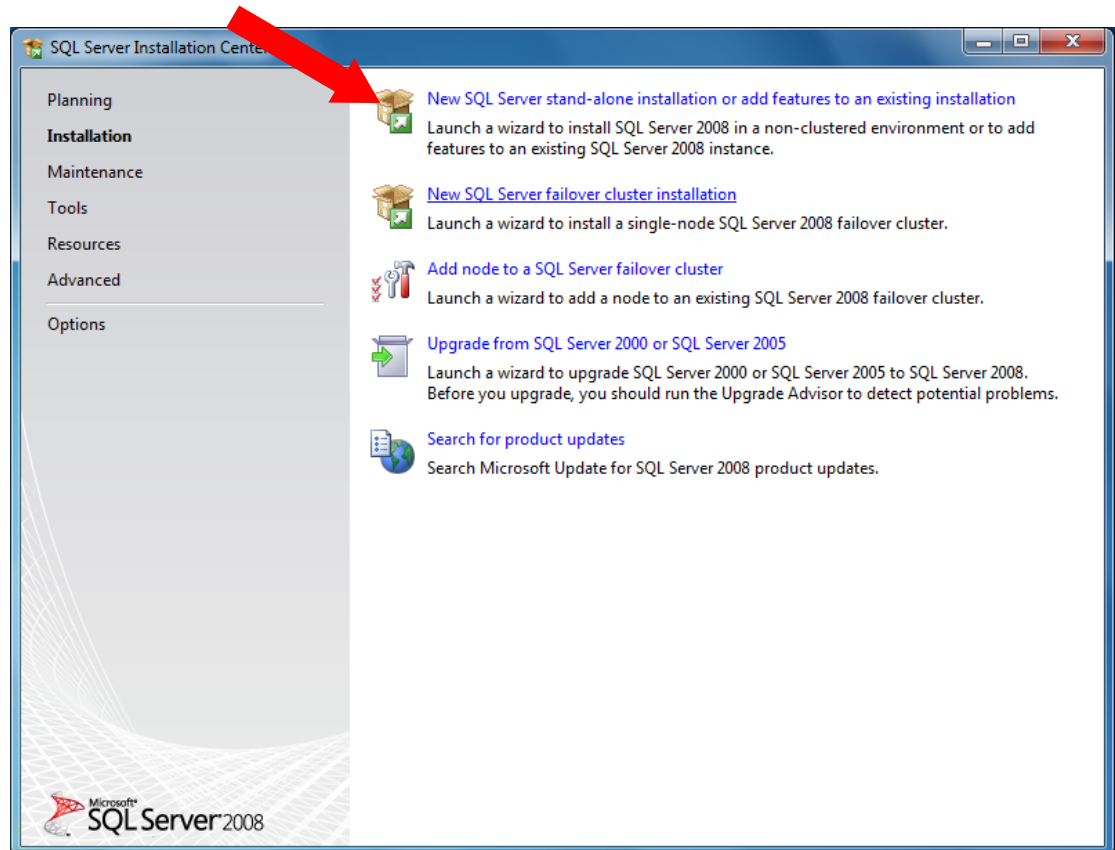 SQL Server Installation Cente
Planning
Installation
Maintenance
Tools
Resources
Advanced
Options
New SQL Server stand-alone installation or add features to an existing installation
Launch a wizard to install SQL Server 2008 in a non-clustered environment or to add
features to an existing SQL Server 2008 instance.
New SQL Server failover cluster installation
Launch a wizard to install a single-node SQL Server 2008 failover cluster.
Add node to a SQL Server failover cluster
Launch a wizard to add a node to an existing SQL Server 2008 failover cluster.
Upgrade from SQL Server 2000 or SQL Server 2005
Launch a wizard to upgrade SQL Server 2000 or SQL Server 2005 to SQL Server 2008.
Before you upgrade, you should run the Upgrade Advisor to detect potential problems.
Search for product updates
Search Microsoft Update for SQL Server 2008 product updates.
Microsoft®
SQL Server® 2008